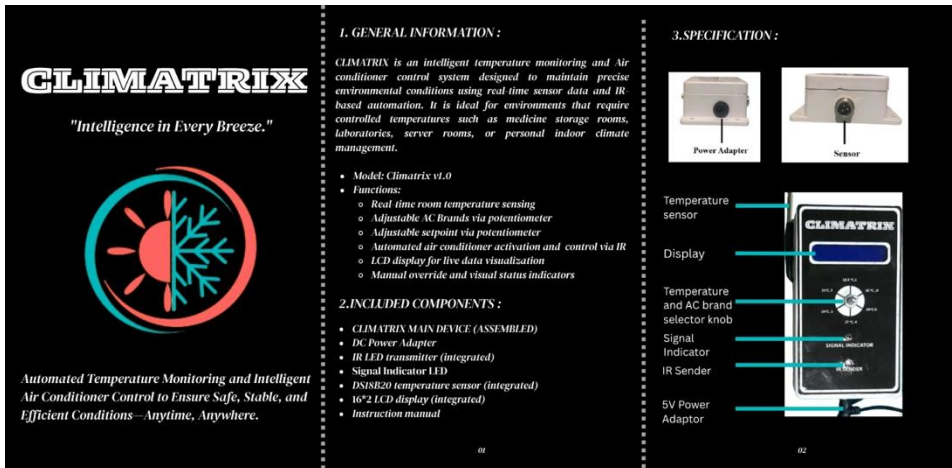 CLIMATRIX
"Intelligence in Every Breeze."
Automated Temperature Monitoring and Intelligent
Air Conditioner Control to Ensure Safe, Stable, and
Efficient Conditions—Anytime, Anywhere.
1. GENERAL INFORMATION :
CLIMATRIX is an intelligent temperature monitoring and Air
conditioner control system designed to maintain precise
environmental conditions using real-time sensor data and IR-
based automation. It is ideal for environments that require
controlled temperatures such as medicine storage rooms,
laboratories, server rooms, or personal indoor climate
management.
• Model: Climatrix v1.0
• Functions:
○ Real-time room temperature sensing
○ Adjustable AC Brands via potentiometer
○ Adjustable setpoint via potentiometer
○ Automated air conditioner activation and control via IR
○ LCD display for live data visualization
○ Manual override and visual status indicators
2.INCLUDED COMPONENTS :
• CLIMATRIX MAIN DEVICE (ASSEMBLED)
• DC Power Adapter
• IR LED transmitter (integrated)
• Signal Indicator LED
• DS18B20 temperature sensor (integrated)
• 16*2 LCD display (integrated)
• Instruction manual
01
3.SPECIFICATION :
Power Adapter
Sensor
Temperature
sensor
Display
Temperature
and AC brand
selector knob
Signal
Indicator
IR Sender
5V Power
Adaptor
CLIMATRIX
SIGNAL INDICATOR
IR SENDER
02